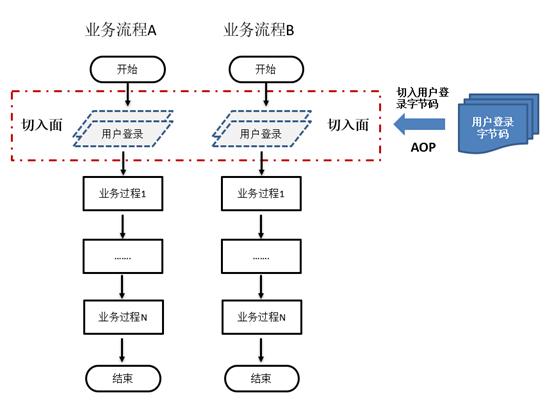 业务流程A
业务流程B
开始
开始
切入面
用户登录
用户登录
切入面
切入用户登
录字节码
AOP
用户登录
字节码
业务过程1
业务过程1
.......
.......
业务过程N
业务过程N
结束
结束